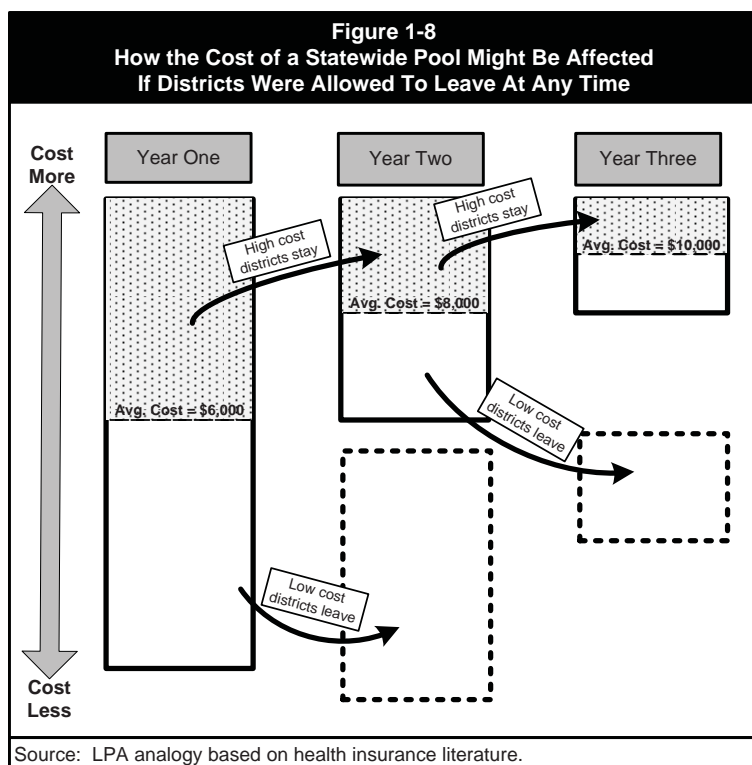 Figure 1-8
How the Cost of a Statewide Pool Might Be Affected
If Districts Were Allowed To Leave At Any Time
Cost
More
Year One
Year Two
Year Three
High cost
districts stay
High cost
districts stay
Avg. Cost = $10,000
Avg. Cost = $8,000
Avg. Cost = $6,000
Low cost
districts leave
Low cost
districts leave
Cost
Less
Source: LPA analogy based on health insurance literature.